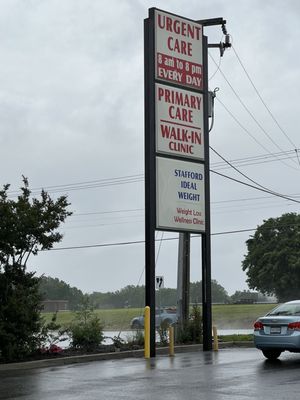 URGENT
CARE
8 am to 8 pm
EVERY DAY
PRIMARY
CARE
WALK-IN
CLINIC
STAFFORD
IDEAL
WEIGHT
Weight Loss
Wellness Clinic